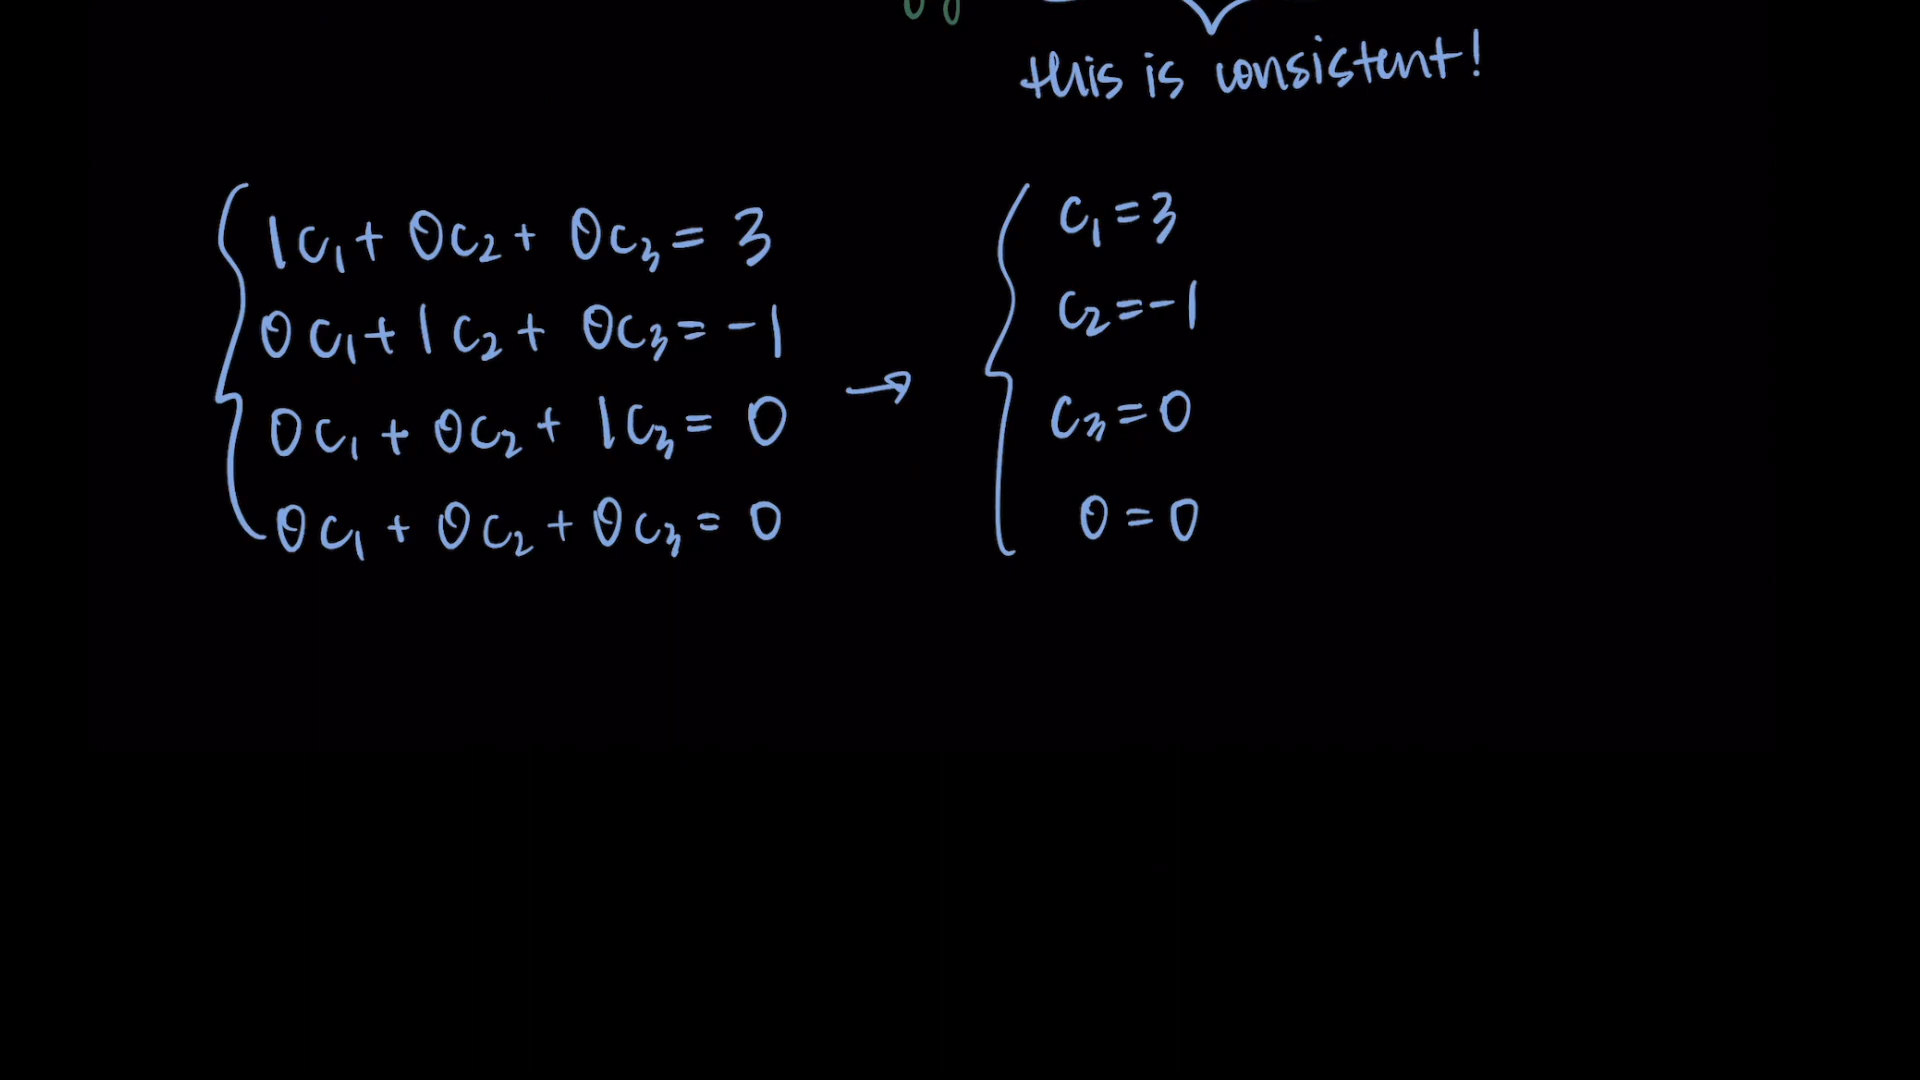 this is consistent!
1c₁ + 0c₂ + 0c₃ = 3
0c₁ + 1c₂ + 0c₃ = -1
0c₁ + 0c₂ + 1c₃ = 0
0c₁ + 0c₂ + 0c₃ = 0
→
c₁ = 3
c₂ = -1
c₃ = 0
0 = 0